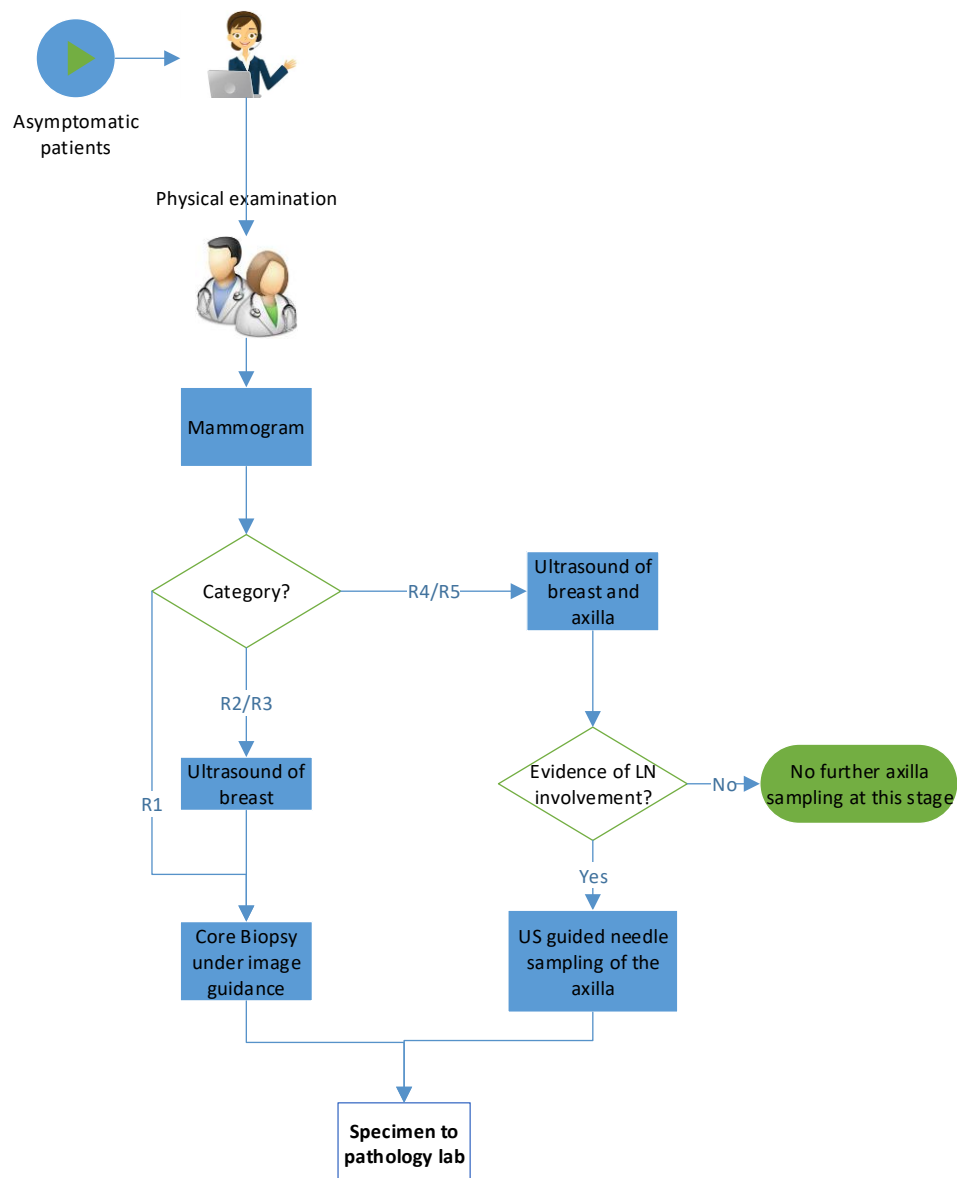 Asymptomatic
patients
Physical examination
Mammogram
Category?
R4/R5
Ultrasound of
breast and
axilla
R2/R3
R1
Ultrasound of
breast
Evidence of LN
involvement?
No
No further axilla
sampling at this stage
Yes
Core Biopsy
under image
guidance
US guided needle
sampling of the
axilla
Specimen to
pathology lab